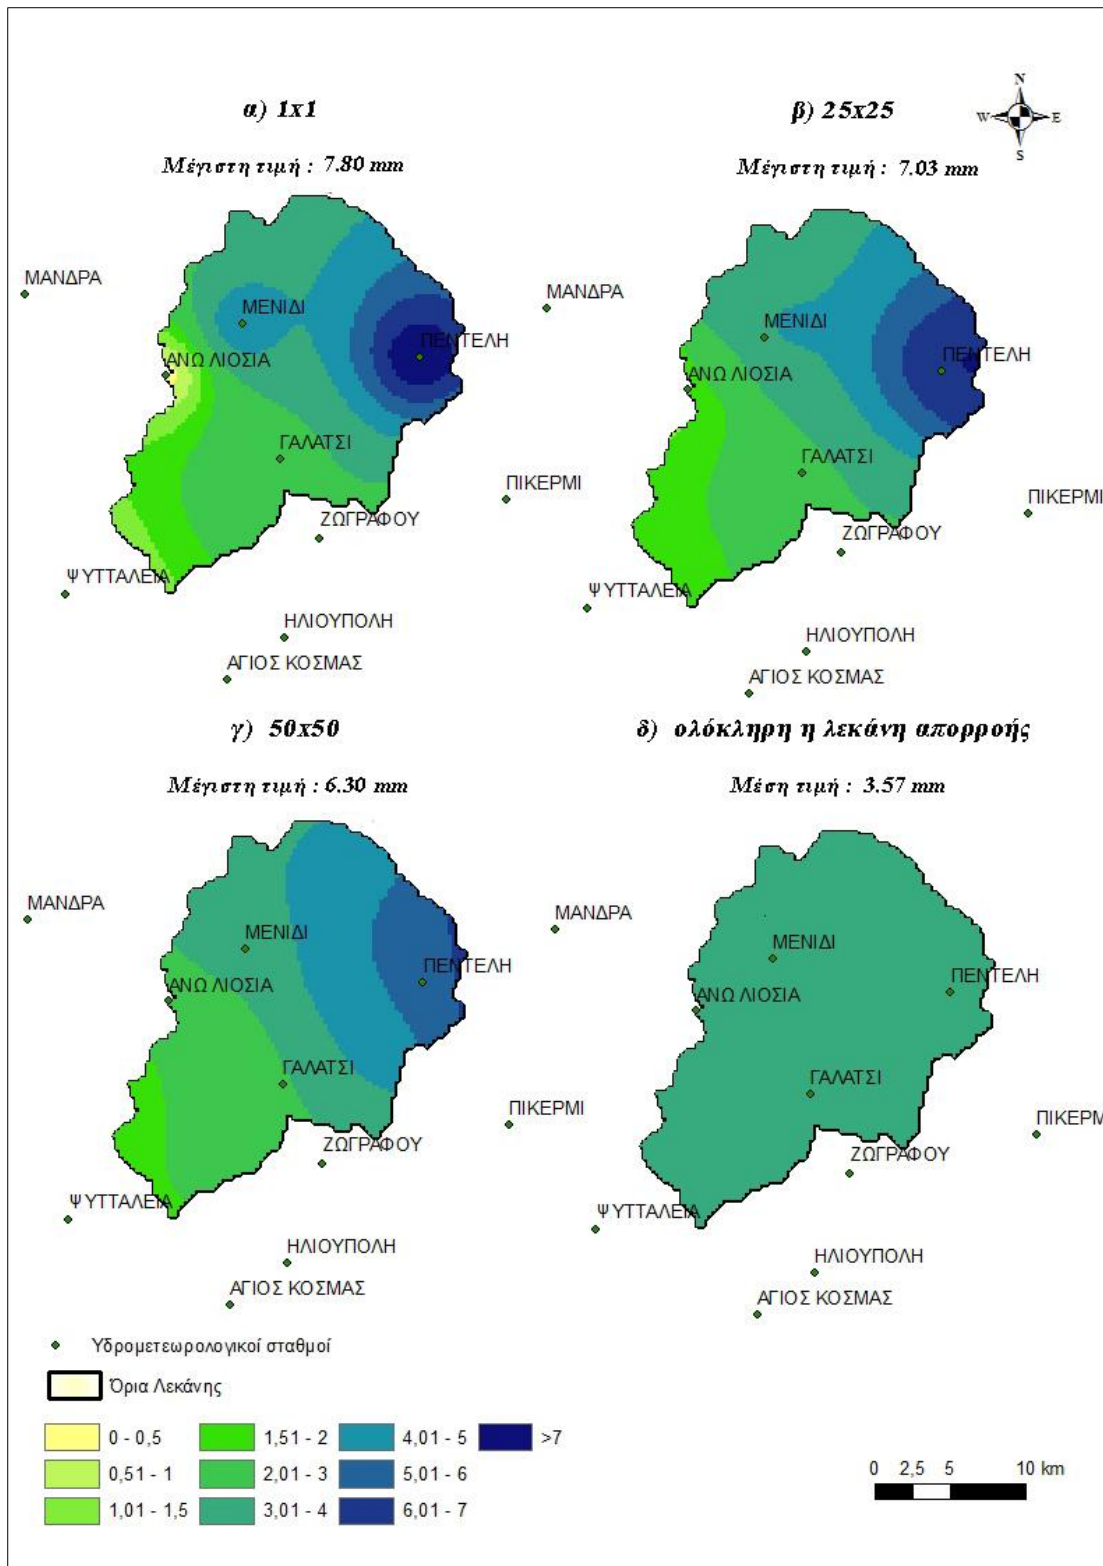 α) 1x1
β) 25x25
N
W E
S
Μέγιστη τιμή : 7.80 mm
Μέγιστη τιμή : 7.03 mm
ΜΑΝΔΡΑ
ΜΕΝΙΔΙ
ΠΕΝΤΕΛΗ
ΑΝΩ ΛΙΟΣΙΑ
ΓΑΛΑΤΣΙ
ΠΙΚΕΡΜΙ
ΖΩΓΡΑΦΟΥ
ΨΥΤΤΑΛΕΙΑ
ΗΛΙΟΥΠΟΛΗ
ΑΓΙΟΣ ΚΟΣΜΑΣ
ΜΑΝΔΡΑ
ΜΕΝΙΔΙ
ΠΕΝΤΕΛΗ
ΑΝΩ ΛΙΟΣΙΑ
ΓΑΛΑΤΣΙ
ΠΙΚΕΡΜΙ
ΖΩΓΡΑΦΟΥ
ΨΥΤΤΑΛΕΙΑ
ΗΛΙΟΥΠΟΛΗ
ΑΓΙΟΣ ΚΟΣΜΑΣ
γ) 50x50
δ) ολόκληρη η λεκάνη απορροής
Μέγιστη τιμή : 6.30 mm
Μέση τιμή : 3.57 mm
ΜΑΝΔΡΑ
ΜΕΝΙΔΙ
ΠΕΝΤΕΛΗ
ΑΝΩ ΛΙΟΣΙΑ
ΓΑΛΑΤΣΙ
ΠΙΚΕΡΜΙ
ΖΩΓΡΑΦΟΥ
ΨΥΤΤΑΛΕΙΑ
ΗΛΙΟΥΠΟΛΗ
ΑΓΙΟΣ ΚΟΣΜΑΣ
ΜΑΝΔΡΑ
ΜΕΝΙΔΙ
ΠΕΝΤΕΛΗ
ΑΝΩ ΛΙΟΣΙΑ
ΓΑΛΑΤΣΙ
ΠΙΚΕΡΜ
ΖΩΓΡΑΦΟΥ
ΨΥΤΤΑΛΕΙΑ
ΗΛΙΟΥΠΟΛΗ
ΑΓΙΟΣ ΚΟΣΜΑΣ
Υδρομετεωρολογικοί σταθμοί
Όρια Λεκάνης
0 - 0,5
1,51 - 2
4,01 - 5
>7
0,51 - 1
2,01 - 3
5,01 - 6
1,01 - 1,5
3,01 - 4
6,01 - 7
0 2,5 5 10 km